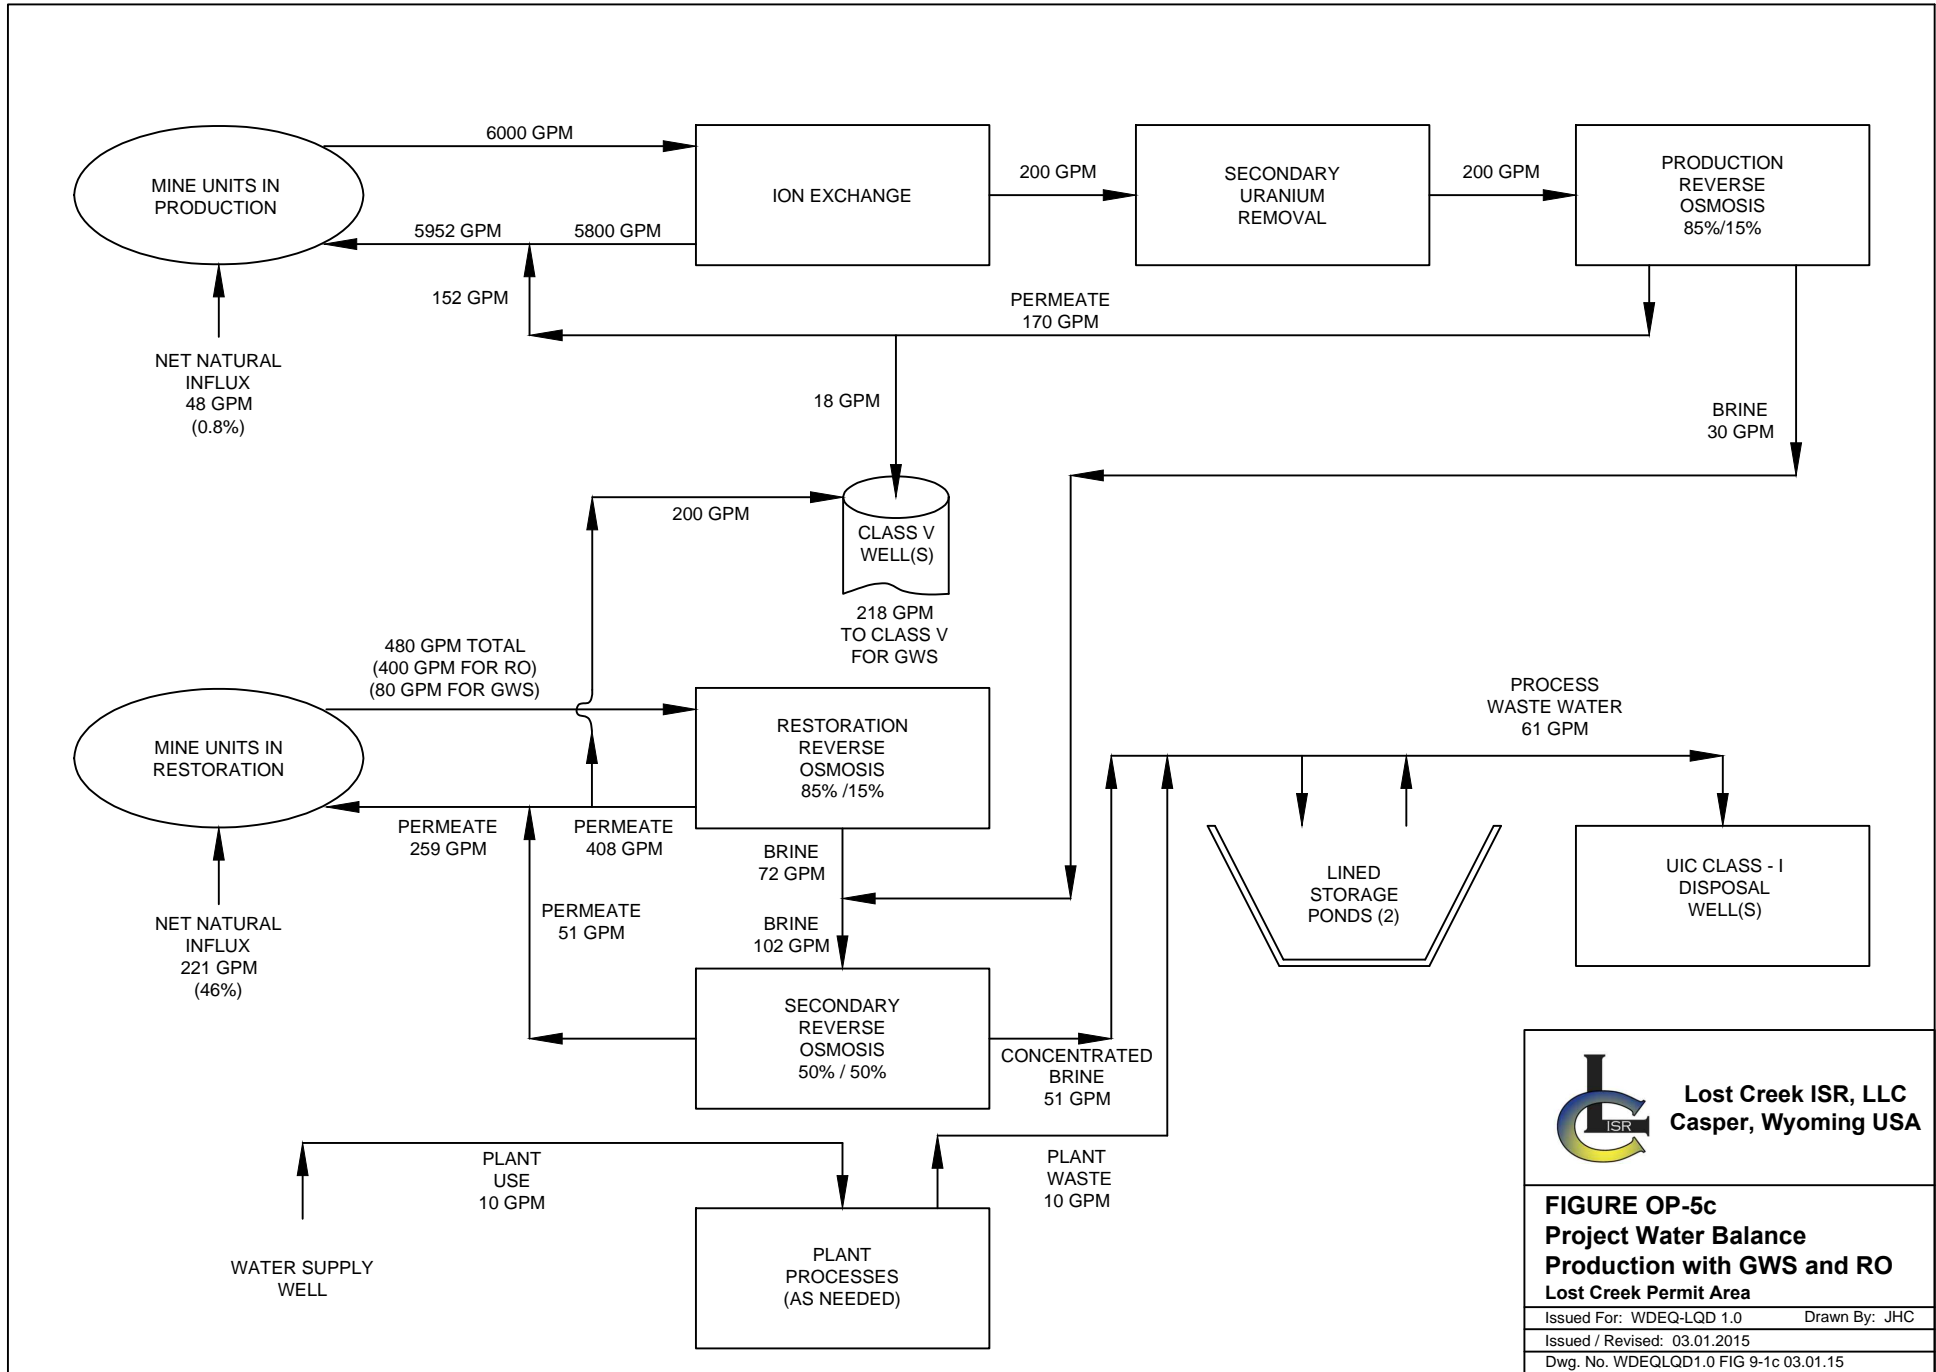 6000 GPM
MINE UNITS IN
PRODUCTION
5952 GPM
5800 GPM
ION EXCHANGE
200 GPM
SECONDARY
URANIUM
REMOVAL
200 GPM
PRODUCTION
REVERSE
OSMOSIS
85%/15%
152 GPM
PERMEATE
170 GPM
NET NATURAL
INFLUX
48 GPM
(0.8%)
18 GPM
BRINE
30 GPM
200 GPM
CLASS V
WELL(S)
218 GPM
TO CLASS V
FOR GWS
480 GPM TOTAL
(400 GPM FOR RO)
(80 GPM FOR GWS)
MINE UNITS IN
RESTORATION
RESTORATION
REVERSE
OSMOSIS
85% /15%
PROCESS
WASTE WATER
61 GPM
PERMEATE
259 GPM
PERMEATE
408 GPM
BRINE
72 GPM
LINED
STORAGE
PONDS (2)
UIC CLASS - I
DISPOSAL
WELL(S)
NET NATURAL
INFLUX
221 GPM
(46%)
PERMEATE
51 GPM
BRINE
102 GPM
SECONDARY
REVERSE
OSMOSIS
50% / 50%
CONCENTRATED
BRINE
51 GPM
PLANT
USE
10 GPM
PLANT
WASTE
10 GPM
WATER SUPPLY
WELL
PLANT
PROCESSES
(AS NEEDED)
LC
ISR
Lost Creek ISR, LLC
Casper, Wyoming USA
FIGURE OP-5c
Project Water Balance
Production with GWS and RO
Lost Creek Permit Area
Issued For: WDEQ-LQD 1.0 Drawn By: JHC
Issued / Revised: 03.01.2015
Dwg. No. WDEQLQD1.0 FIG 9-1c 03.01.15